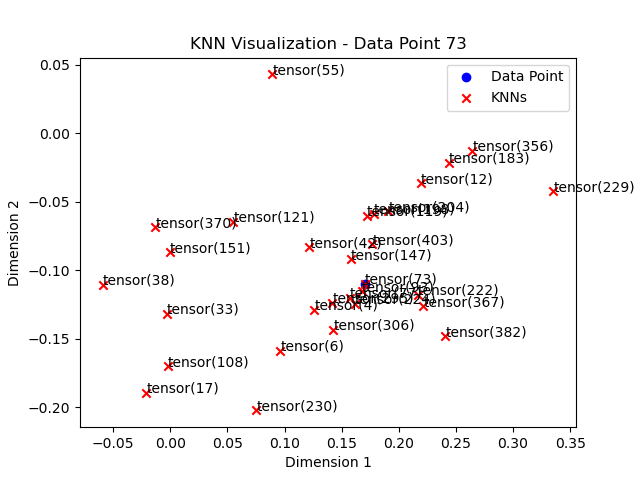 KNN Visualization - Data Point 73
0.05
0.00
−0.05
−0.10
−0.15
−0.20
Dimension 2
Data Point
KNNs
tensor(55)
tensor(356)
tensor(183)
tensor(12)
tensor(229)
tensor(121)
tensor(370)
tensor(403)
tensor(151)
tensor(147)
tensor(73)
tensor(38)
tensor(222)
tensor(367)
tensor(4)
tensor(33)
tensor(306)
tensor(382)
tensor(6)
tensor(108)
tensor(17)
tensor(230)
−0.05
0.00
0.05
0.10
0.15
0.20
0.25
0.30
0.35
Dimension 1